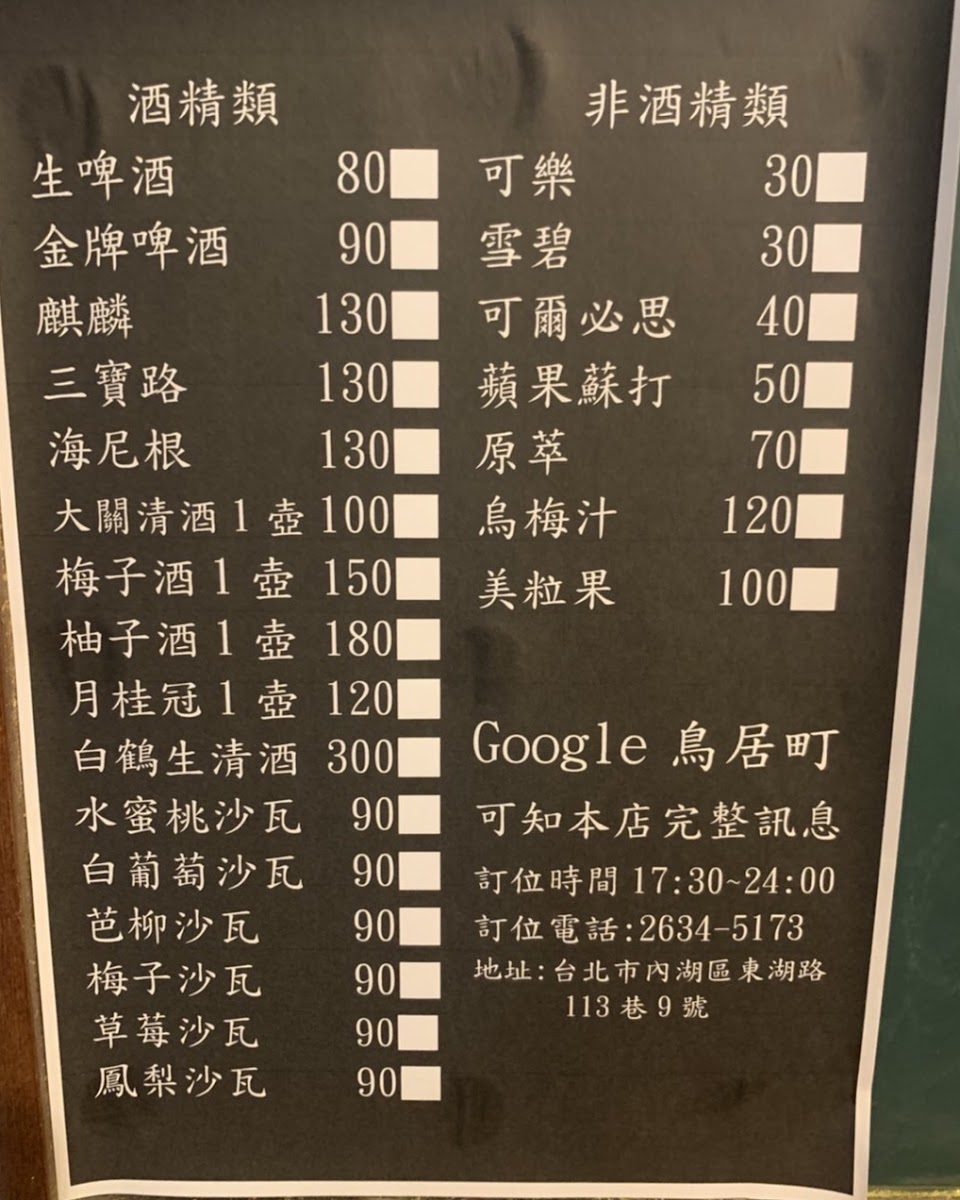 酒精類
生啤酒 80
金牌啤酒 90
麒麟 130
三寶路 130
海尼根 130
大關清酒1壺 100
梅子酒1壺 150
柚子酒1壺 180
月桂冠1壺 120
白鶴生清酒 300
水蜜桃沙瓦 90
白葡萄沙瓦 90
芭柳沙瓦 90
梅子沙瓦 90
草莓沙瓦 90
鳳梨沙瓦 90
非酒精類
可樂 30
雪碧 30
可爾必思 40
蘋果蘇打 50
原萃 70
烏梅汁 120
美粒果 100
Google 鳥居町
可知本店完整訊息
訂位時間 17:30~24:00
訂位電話:2634-5173
地址:台北市內湖區東湖路
113 巷 9 號